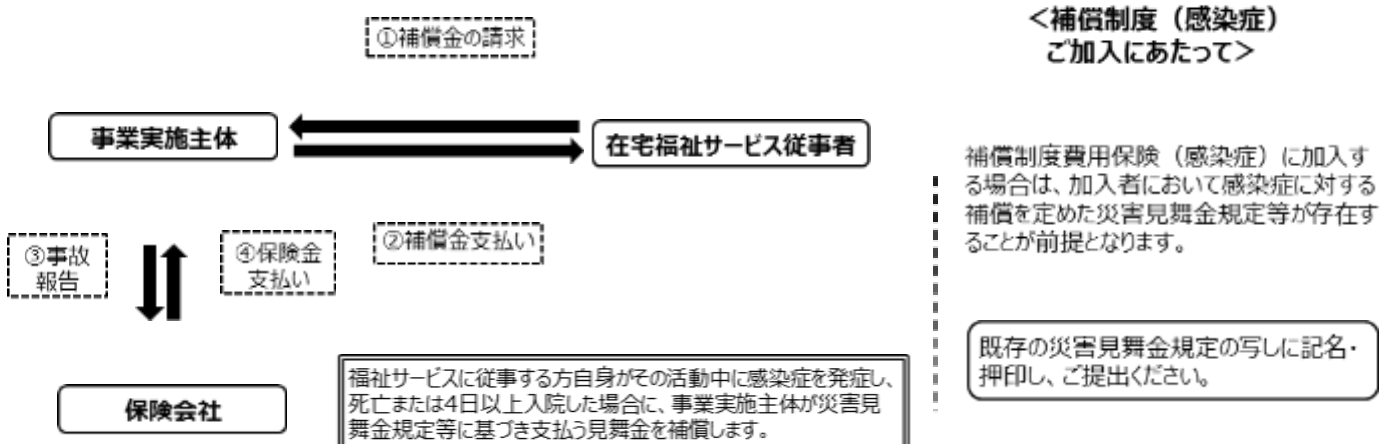 ①補償金の請求
<補償制度（感染症）
ご加入にあたって>
事業実施主体
在宅福祉サービス従事者
補償制度費用保険（感染症）に加入す
る場合は、加入者において感染症に対する
補償を定めた災害見舞金規定等が存在す
ることが前提となります。
②補償金支払い
③事故
報告
④保険金
支払い
既存の災害見舞金規定の写しに記名・
押印し、ご提出ください。
保険会社
福祉サービスに従事する方自身がその活動中に感染症を発症し、
死亡または4日以上入院した場合に、事業実施主体が災害見
舞金規定等に基づき支払う見舞金を補償します。